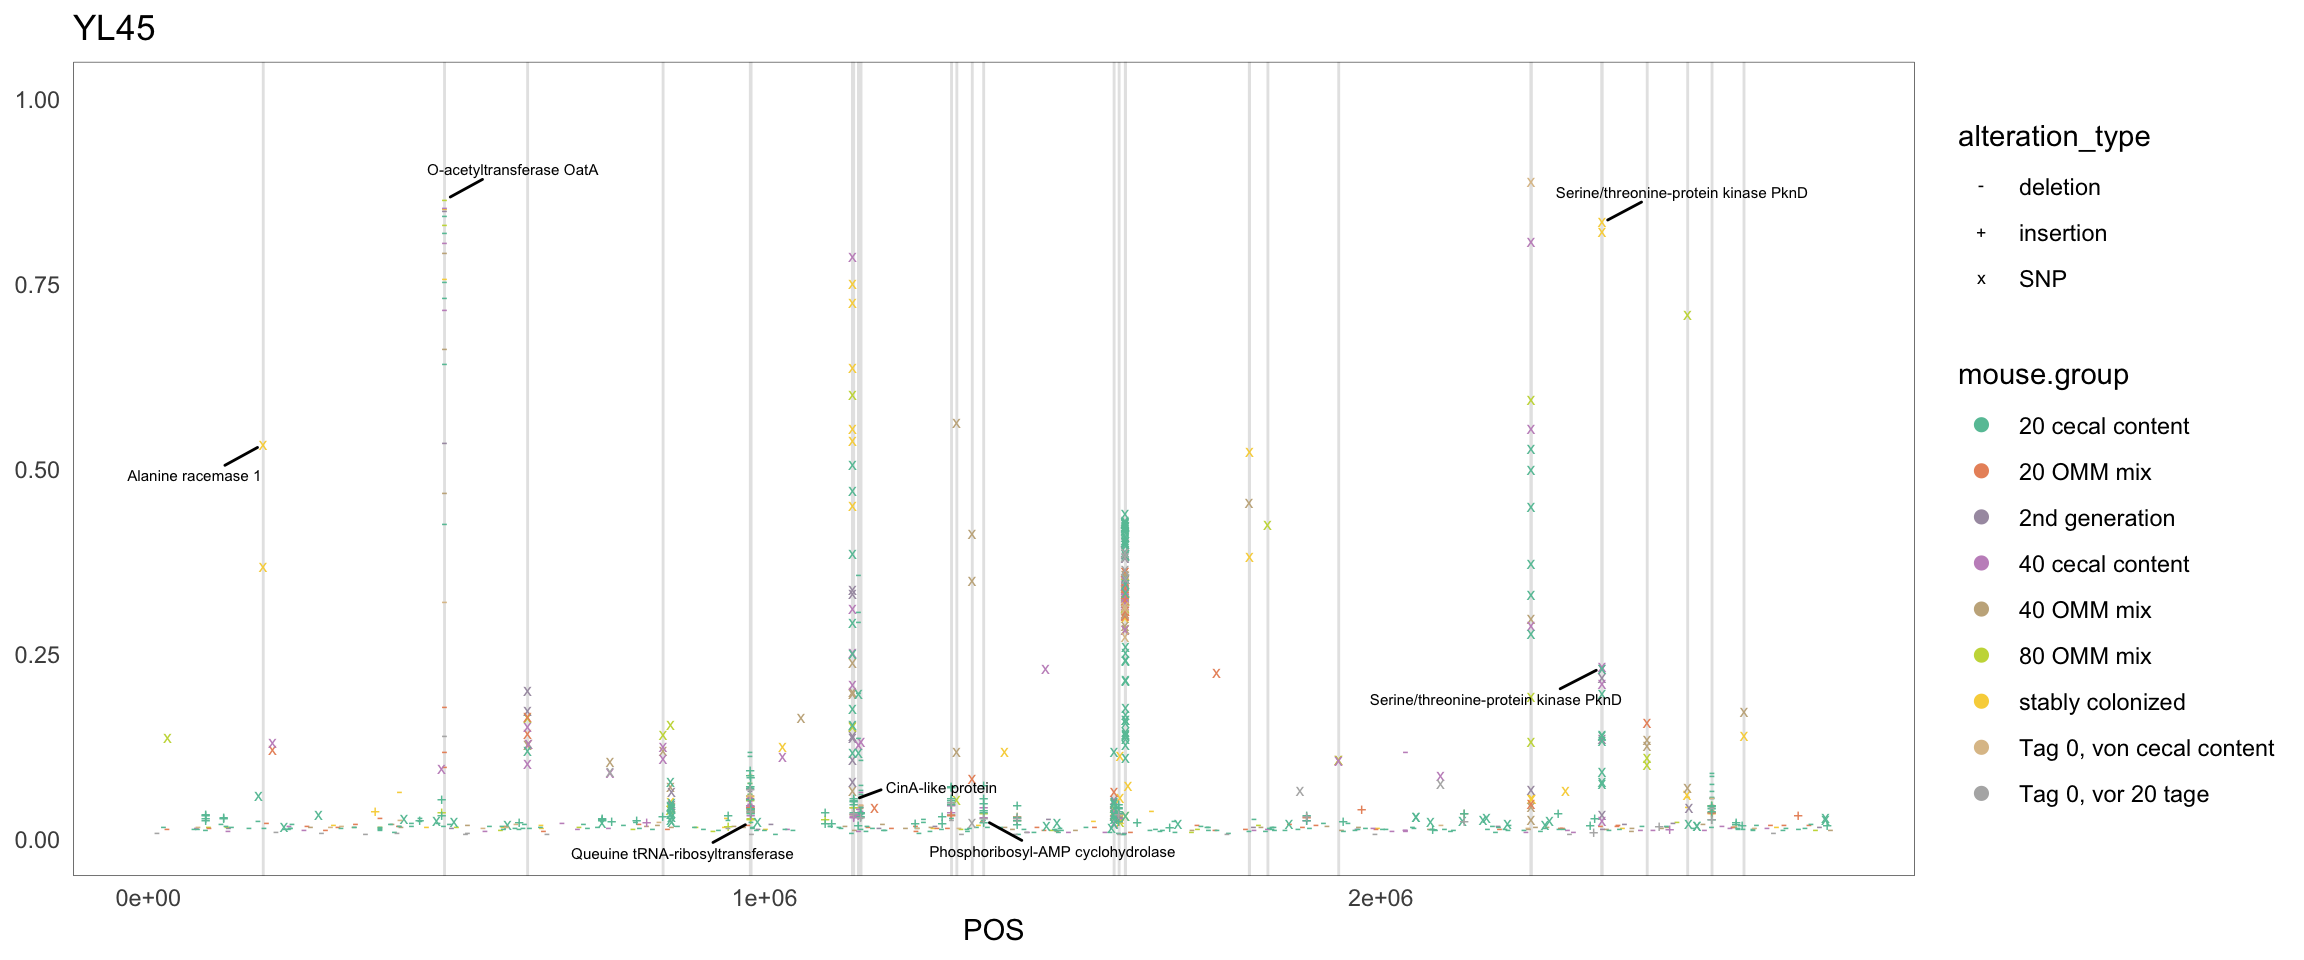 YL45
1.00
0.75
0.50
0.25
0.00
O-acetyltransferase OatA
Serine/threonine-protein kinase PknD
Alanine racemase 1
Serine/threonine-protein kinase PknD
CinA-like protein
Queuine tRNA-ribosyltransferase
Phosphoribosyl-AMP cyclohydrolase
0e+00
1e+06
2e+06
POS
alteration_type
- deletion
+ insertion
x SNP
mouse.group
20 cecal content
20 OMM mix
2nd generation
40 cecal content
40 OMM mix
80 OMM mix
stably colonized
Tag 0, von cecal content
Tag 0, vor 20 tage